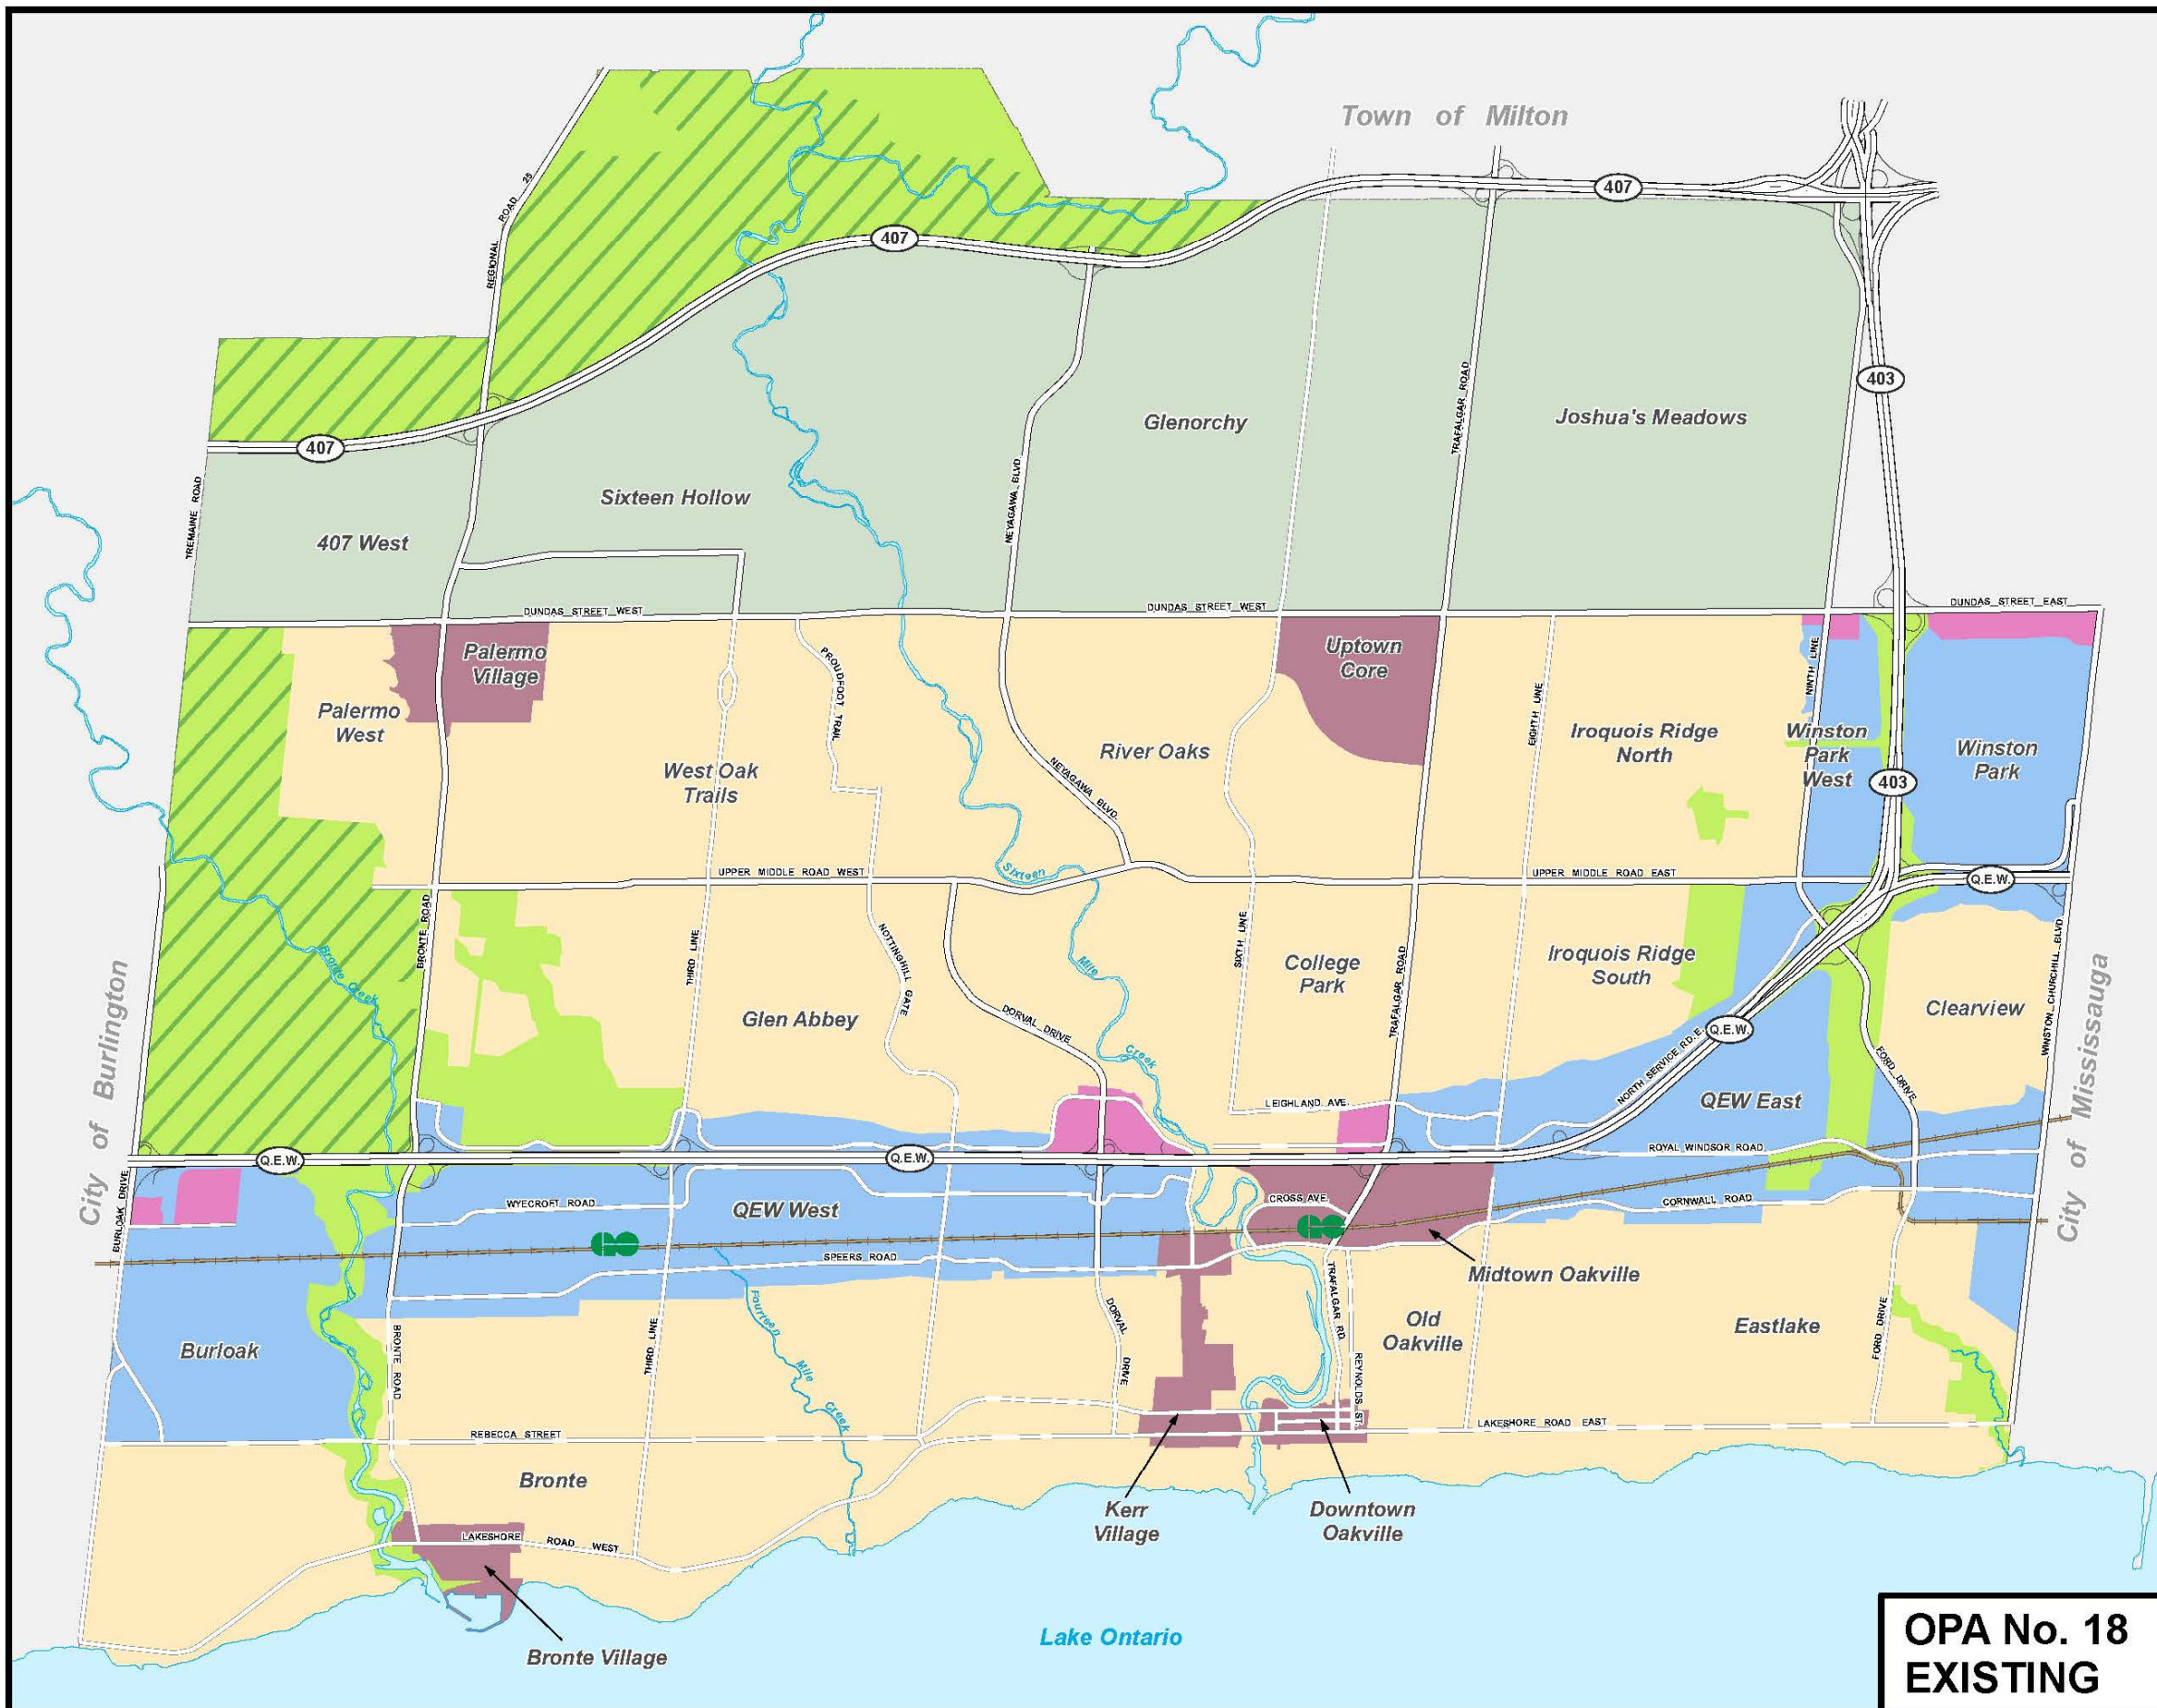 Town of Milton
407
REGIONAL ROAD 25
407
403
Glenorchy
Joshua's Meadows
TRAFALGAR ROAD
407
Sixteen Hollow
NEYAGAWA BLVD.
TREMAINE ROAD
407 West
DUNDAS STREET WEST
DUNDAS STREET WEST
DUNDAS STREET EAST
Palermo
Village
Uptown
Core
PROUDFOOT TRAIL
NINTH LINE
EIGHTH LINE
Palermo
West
River Oaks
Iroquois Ridge
North
Winston
Park
West
Winston
Park
West Oak
Trails
NEYAGAWA BLVD.
403
UPPER MIDDLE ROAD WEST
Sixteen
UPPER MIDDLE ROAD EAST
Q.E.W.
BRONTE ROAD
THIRD LINE
NOTTINGHILL GATE
SIXTH LINE
TRAFALGAR ROAD
WINSTON CHURCHILL BLVD.
Bronte Creek
Mile
College
Park
Iroquois Ridge
South
City of Burlington
City of Mississauga
Glen Abbey
DORVAL DRIVE
Clearview
Q.E.W.
Creek
NORTH SERVICE RD. E.
FORD DRIVE
LEIGHLAND AVE.
QEW East
Q.E.W.
Q.E.W.
ROYAL WINDSOR ROAD
BURLOAK DRIVE
WYECROFT ROAD
QEW West
CROSS AVE.
CORNWALL ROAD
GO
GO
SPEERS ROAD
Midtown Oakville
Fourteen
Mile
Creek
DORVAL
DRIVE
TRAFALGAR RD.
REYNOLDS ST.
Old
Oakville
Eastlake
FORD DRIVE
Burloak
BRONTE ROAD
THIRD LINE
REBECCA STREET
LAKESHORE ROAD EAST
Bronte
Kerr
Village
Downtown
Oakville
LAKESHORE ROAD WEST
Bronte Village
Lake Ontario
OPA No. 18
EXISTING